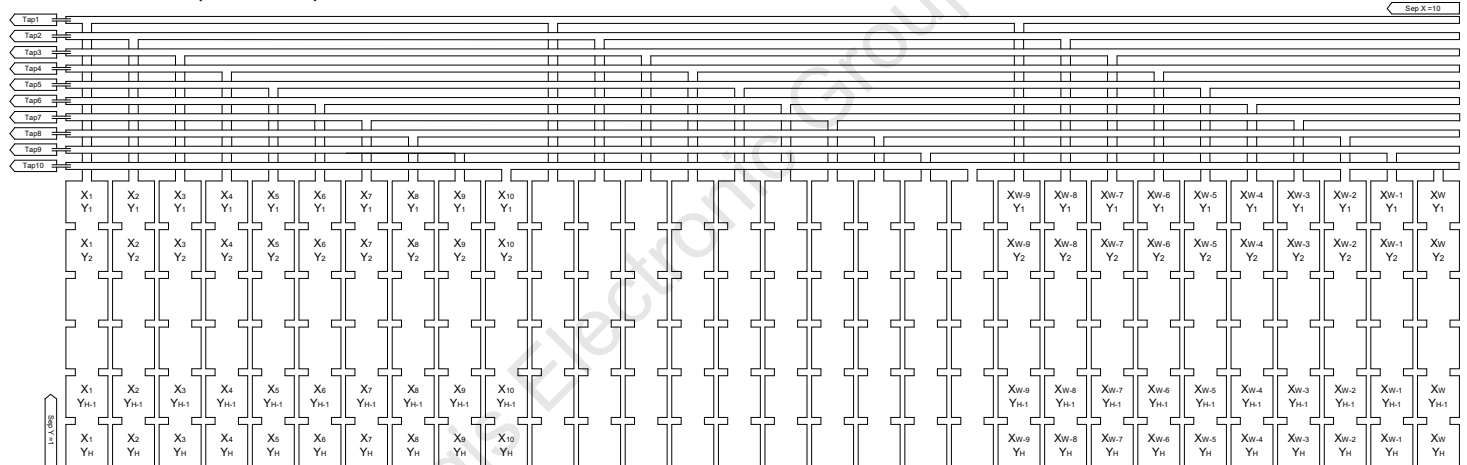 Sep X =10
Tap1
Tap2
Tap3
Tap4
Tap5
Tap6
Tap7
Tap8
Tap9
Tap10
X1 X2 X3 X4 X5 X6 X7 X8 X9 X10 XW-9 XW-8 XW-7 XW-6 XW-5 XW-4 XW-3 XW-2 XW-1 XW
Y1 Y1 Y1 Y1 Y1 Y1 Y1 Y1 Y1 Y1 Y1 Y1 Y1 Y1 Y1 Y1 Y1 Y1 Y1 Y1
X1 X2 X3 X4 X5 X6 X7 X8 X9 X10 XW-9 XW-8 XW-7 XW-6 XW-5 XW-4 XW-3 XW-2 XW-1 XW
Y2 Y2 Y2 Y2 Y2 Y2 Y2 Y2 Y2 Y2 Y2 Y2 Y2 Y2 Y2 Y2 Y2 Y2 Y2 Y2
X1 X2 X3 X4 X5 X6 X7 X8 X9 X10 XW-9 XW-8 XW-7 XW-6 XW-5 XW-4 XW-3 XW-2 XW-1 XW
YH-1 YH-1 YH-1 YH-1 YH-1 YH-1 YH-1 YH-1 YH-1 YH-1 YH-1 YH-1 YH-1 YH-1 YH-1 YH-1 YH-1 YH-1 YH-1 YH-1
Sep Y =1
X1 X2 X3 X4 X5 X6 X7 X8 X9 X10 XW-9 XW-8 XW-7 XW-6 XW-5 XW-4 XW-3 XW-2 XW-1 XW
YH YH YH YH YH YH YH YH YH YH YH YH YH YH YH YH YH YH YH YH
Electronic Group